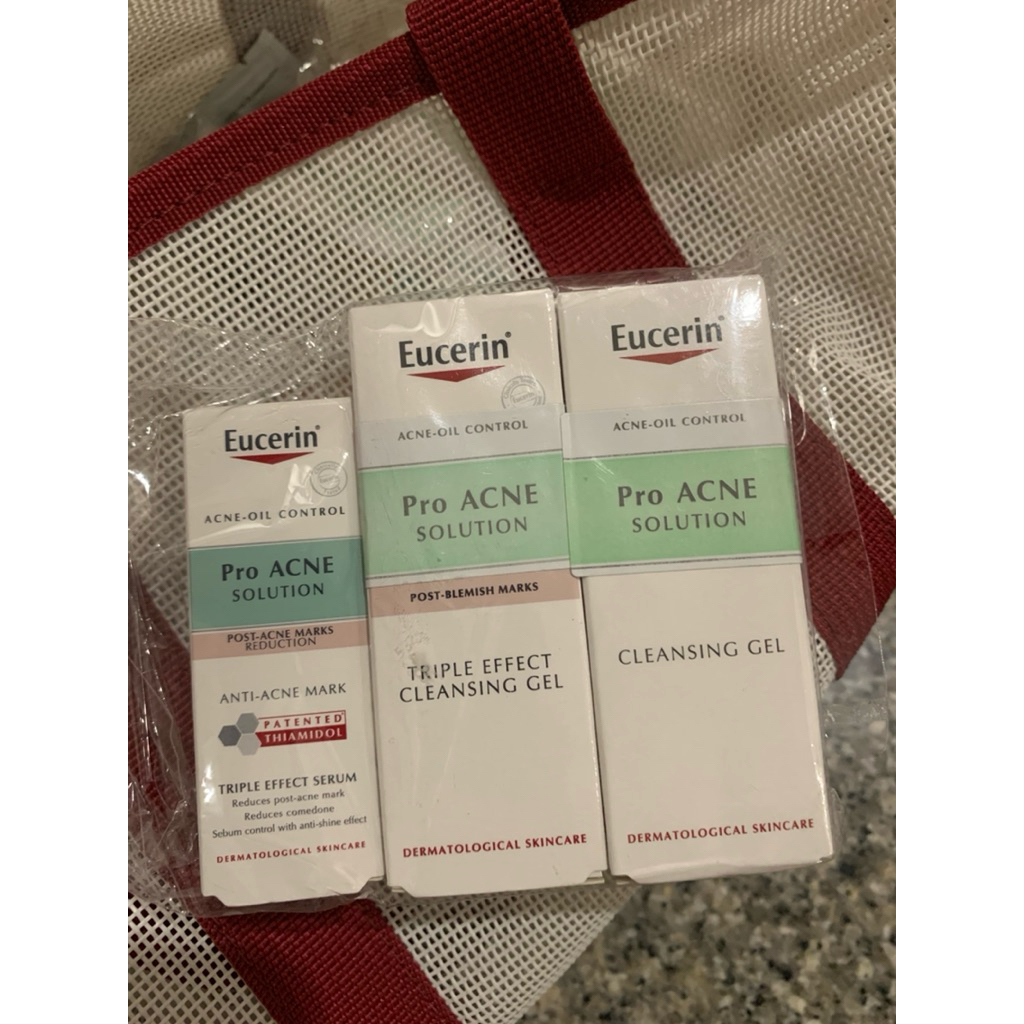 Eucerin®
ACNE-OIL CONTROL
Pro ACNE
SOLUTION
POST-ACNE MARKS
REDUCTION
ANTI-ACNE MARK
PATENTED
THIAMIDOL
TRIPLE EFFECT SERUM
Reduces post-acne mark
Reduces comedone
Sebum control with anti-shine effect
DERMATOLOGICAL SKINCARE
Eucerin®
Eucerin
ACNE-OIL CONTROL
Pro ACNE
SOLUTION
POST-BLEMISH MARKS
TRIPLE EFFECT
CLEANSING GEL
DERMATOLOGICAL SKINCARE
Eucerin®
ACNE-OIL CONTROL
Pro ACNE
SOLUTION
CLEANSING GEL
DERMATOLOGICAL SKINCARE